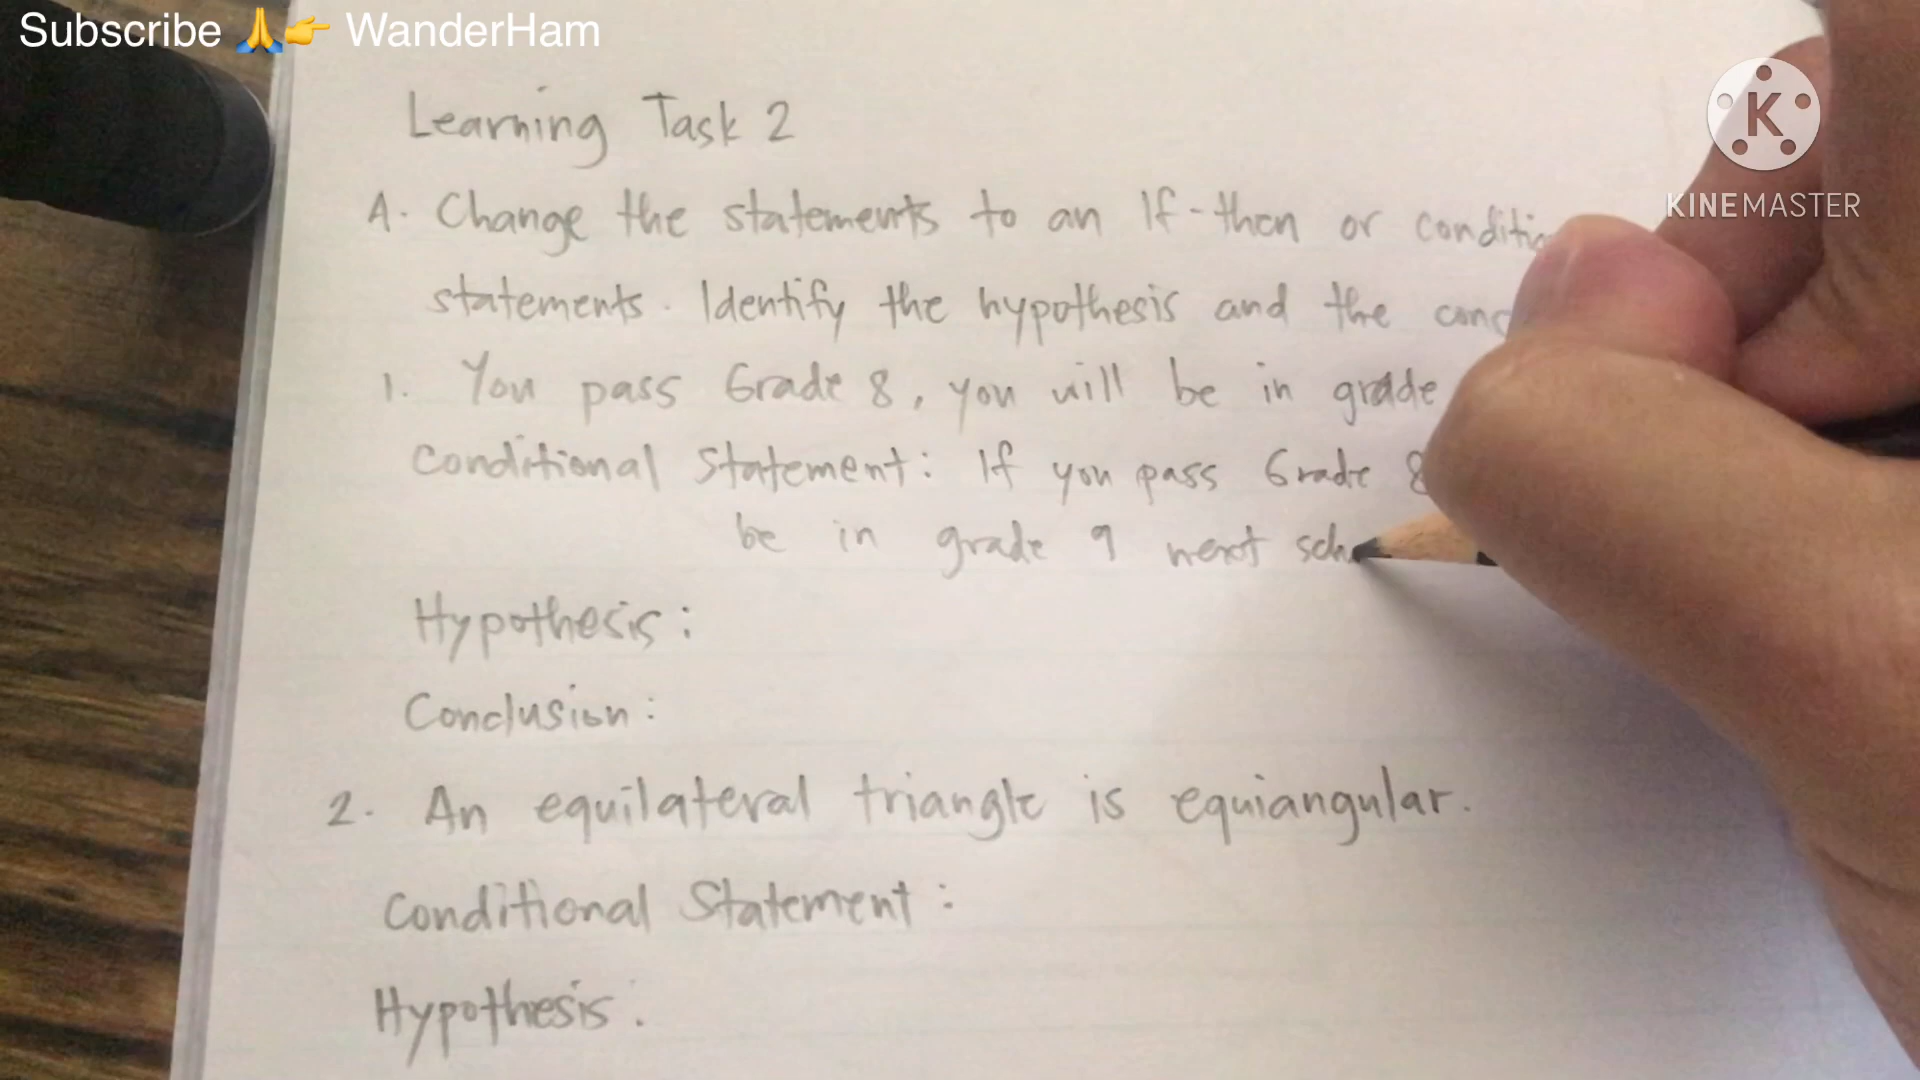 Subscribe 🙏👉 WanderHam
K
KINEMASTER
Learning Task 2
A. Change the statements to an If-then or
statements. Identify the hypothesis and the
1. You pass Grade 8, you will be in grade
Conditional Statement: If you pass Grade 8
be in grade 9 next
Hypothesis:
Conclusion:
2. An equilateral triangle is equiangular.
Conditional Statement:
Hypothesis: